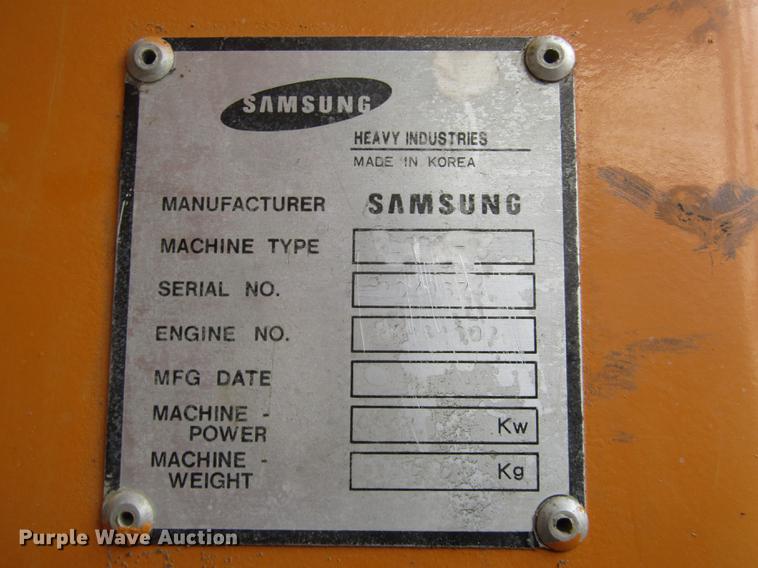 SAMSUNG
HEAVY INDUSTRIES
MADE IN KOREA
MANUFACTURER SAMSUNG
MACHINE TYPE
SERIAL NO.
ENGINE NO.
MFG DATE
MACHINE -
POWER Kw
MACHINE -
WEIGHT Kg
Purple Wave Auction